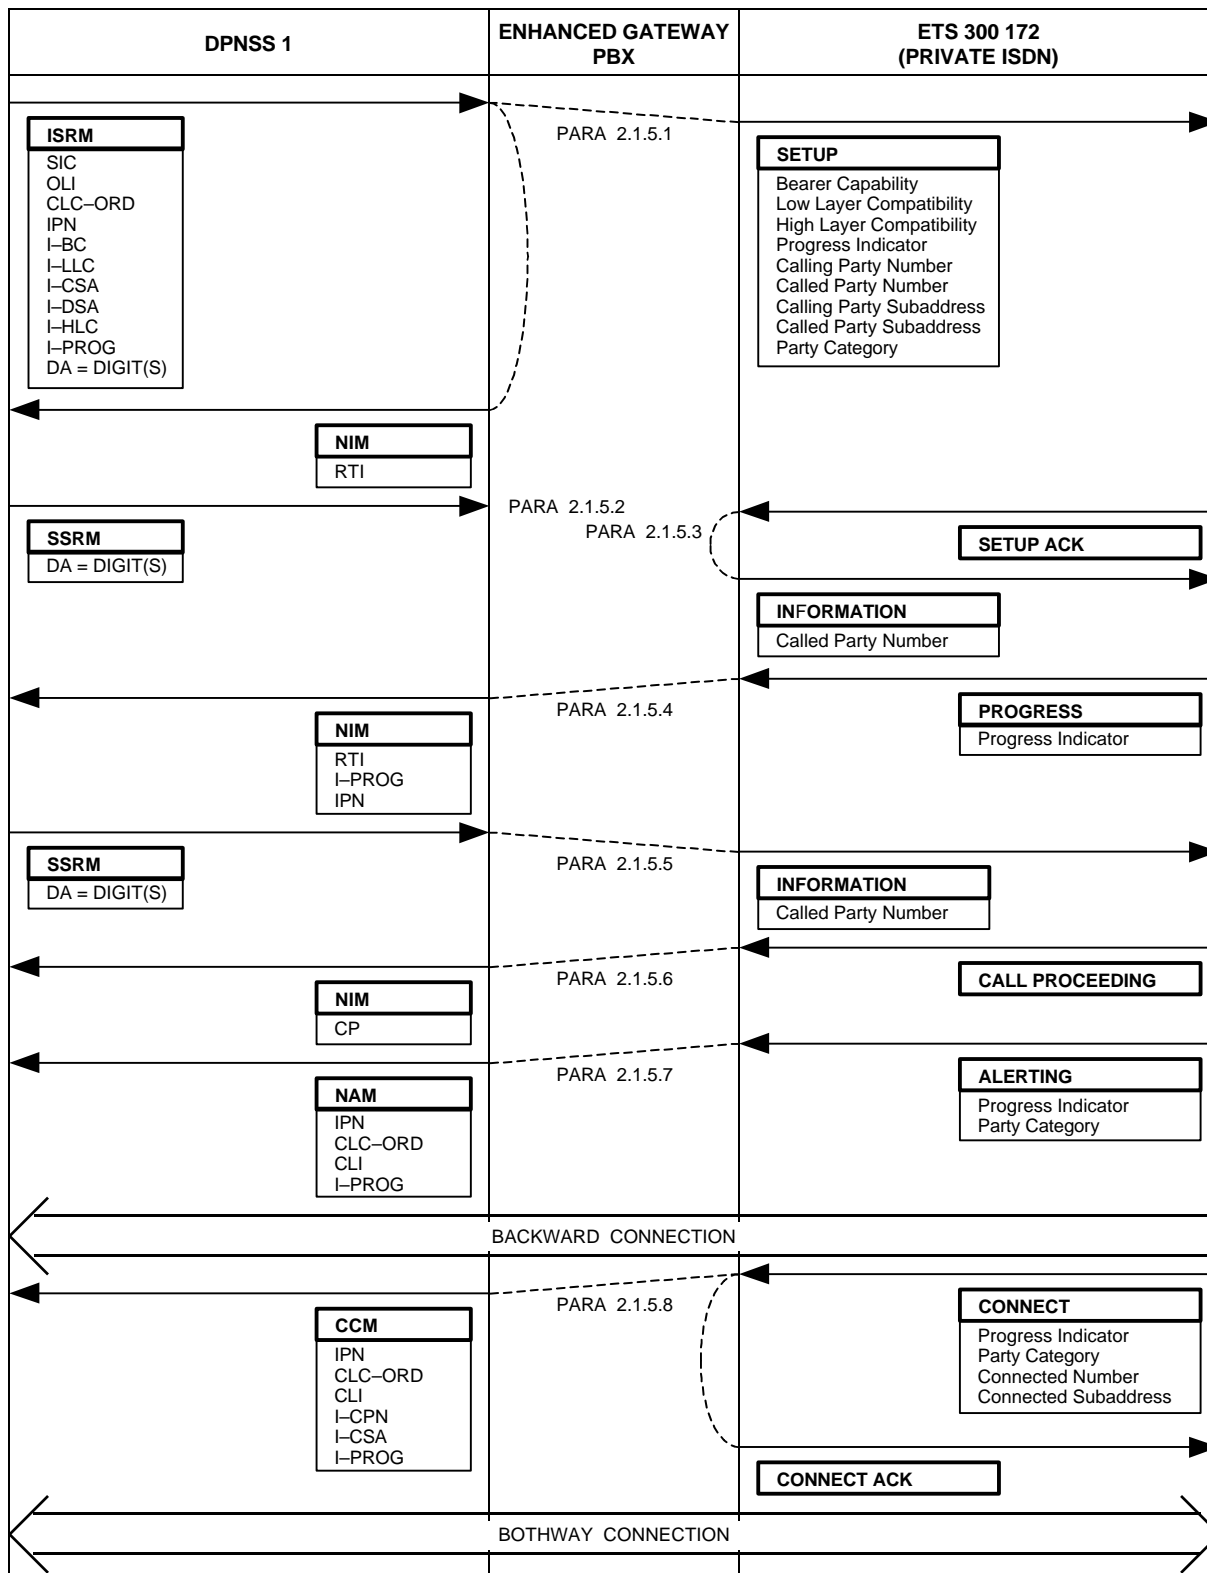 DPNSS 1
ENHANCED GATEWAY
PBX
ETS 300 172
(PRIVATE ISDN)
PARA 2.1.5.1
ISRM
SIC
OLI
CLC–ORD
IPN
I–BC
I–LLC
I–CSA
I–DSA
I–HLC
I–PROG
DA = DIGIT(S)
SETUP
Bearer Capability
Low Layer Compatibility
High Layer Compatibility
Progress Indicator
Calling Party Number
Called Party Number
Calling Party Subaddress
Called Party Subaddress
Party Category
NIM
RTI
PARA 2.1.5.2
SSRM
DA = DIGIT(S)
PARA 2.1.5.3
SETUP ACK
INFORMATION
Called Party Number
PARA 2.1.5.4
NIM
RTI
I–PROG
IPN
PROGRESS
Progress Indicator
SSRM
DA = DIGIT(S)
PARA 2.1.5.5
INFORMATION
Called Party Number
PARA 2.1.5.6
CALL PROCEEDING
NIM
CP
PARA 2.1.5.7
NAM
IPN
CLC–ORD
CLI
I–PROG
ALERTING
Progress Indicator
Party Category
BACKWARD CONNECTION
PARA 2.1.5.8
CCM
IPN
CLC–ORD
CLI
I–CPN
I–CSA
I–PROG
CONNECT
Progress Indicator
Party Category
Connected Number
Connected Subaddress
CONNECT ACK
BOTHWAY CONNECTION